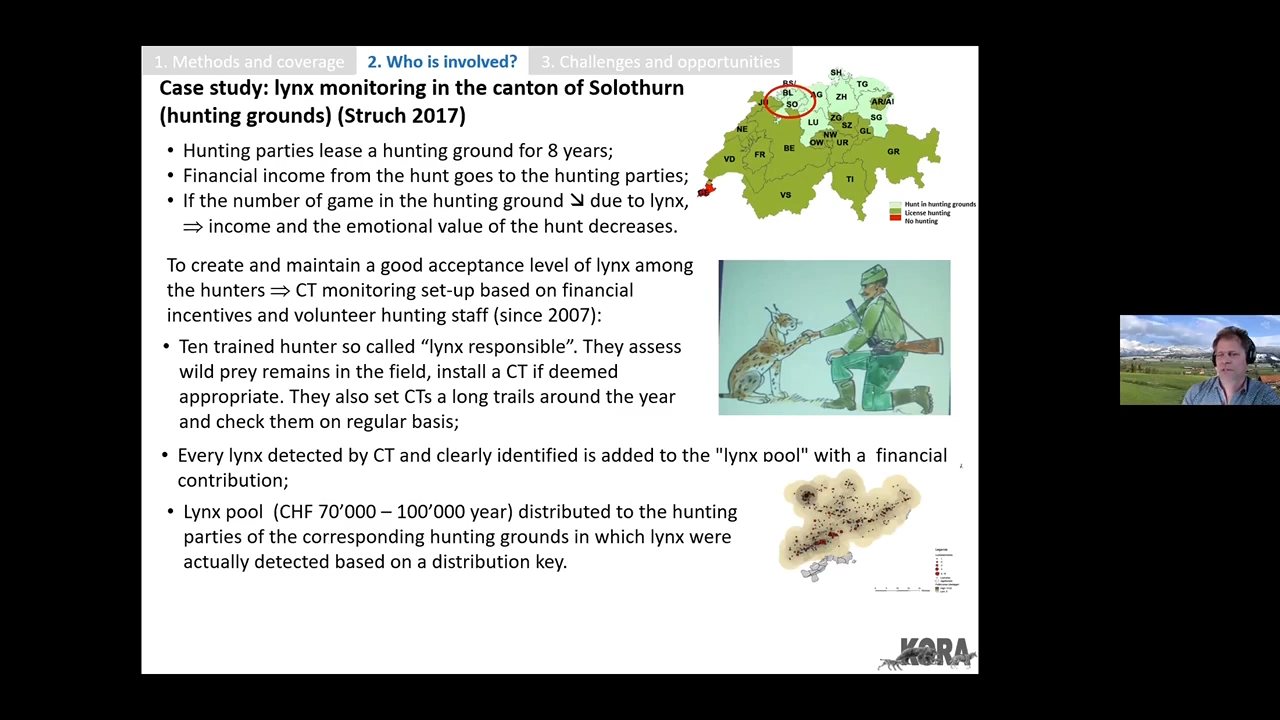 1. Methods and coverage 2. Who is involved? 3. Challenges and opportunities
Case study: lynx monitoring in the canton of Solothurn
(hunting grounds) (Struch 2017)
• Hunting parties lease a hunting ground for 8 years;
• Financial income from the hunt goes to the hunting parties;
• If the number of game in the hunting ground ↘ due to lynx,
⇒ income and the emotional value of the hunt decreases.
To create and maintain a good acceptance level of lynx among
the hunters ⇒ CT monitoring set-up based on financial
incentives and volunteer hunting staff (since 2007):
• Ten trained hunter so called “lynx responsible”. They assess
wild prey remains in the field, install a CT if deemed
appropriate. They also set CTs a long trails around the year
and check them on regular basis;
• Every lynx detected by CT and clearly identified is added to the "lynx pool" with a financial
contribution;
• Lynx pool (CHF 70’000 – 100’000 year) distributed to the hunting
parties of the corresponding hunting grounds in which lynx were
actually detected based on a distribution key.
SH
BS/
BL
AG
ZH
TG
JU
SO
AR/AI
LU
ZG
SZ
SG
NE
NW
GL
OW
UR
BE
FR
GR
VD
TI
VS
Hunt in hunting grounds
License hunting
No hunting
KORA